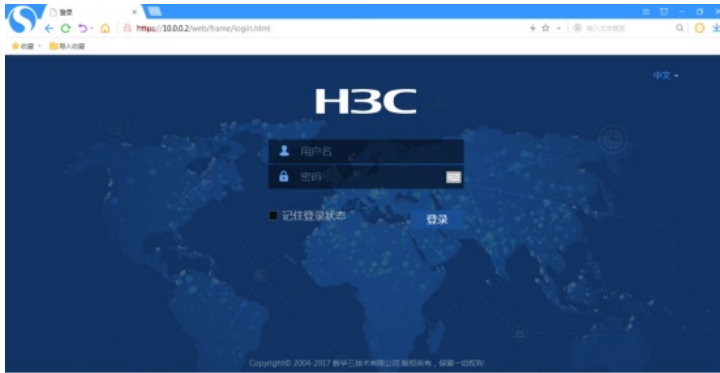 登录
https://10.0.0.2/web/frame/login.html
收藏
导入收藏
中文
H3C
用户名
密码
记住登录状态
登录
Copyright© 2004-2017 新华三技术有限公司 版权所有，保留一切权利